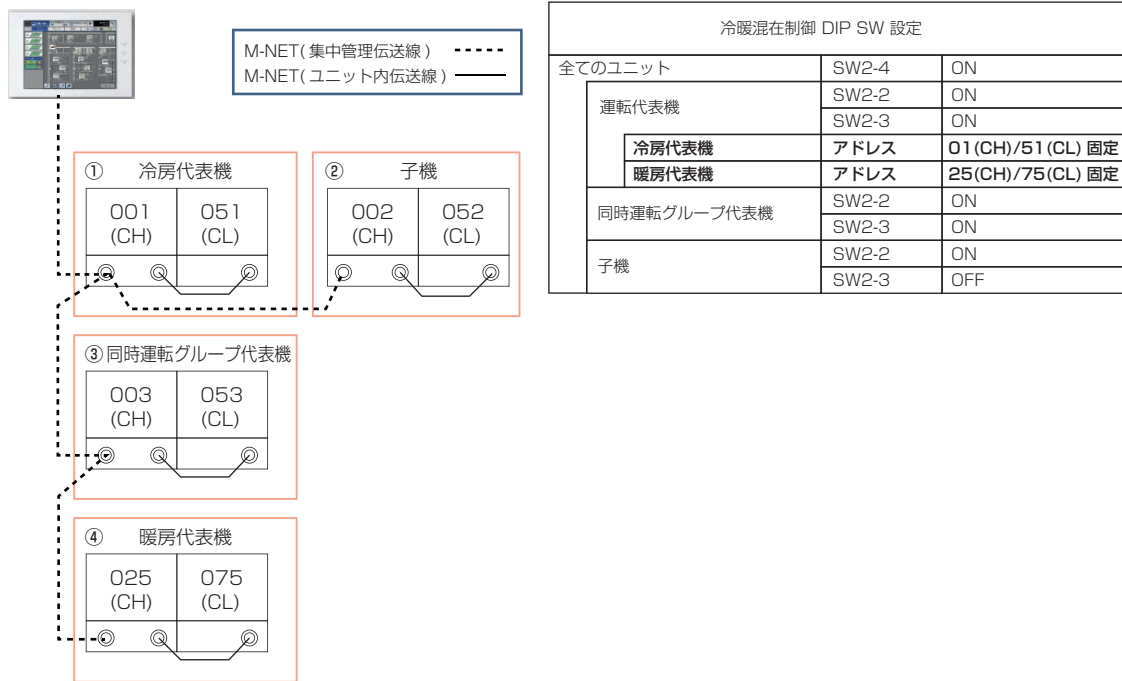 M-NET(集中管理伝送線)
M-NET(ユニット内伝送線)
① 冷房代表機
001 051
(CH) (CL)
② 子機
002 052
(CH) (CL)
③同時運転グループ代表機
003 053
(CH) (CL)
④ 暖房代表機
025 075
(CH) (CL)
冷暖混在制御 DIP SW 設定
全てのユニット SW2-4 ON
運転代表機 SW2-2 ON
SW2-3 ON
冷房代表機 アドレス 01(CH)/51(CL) 固定
暖房代表機 アドレス 25(CH)/75(CL) 固定
同時運転グループ代表機 SW2-2 ON
SW2-3 ON
子機 SW2-2 ON
SW2-3 OFF